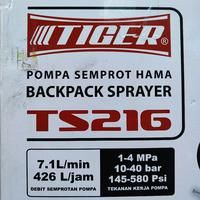 TIGER
POMPA SEMPROT HAMA
BACKPACK SPRAYER
TS216
7.1L/min
426 L/jam
DEBIT SEMPROTAN POMPA
1-4 MPa
10-40 bar
145-580 Psi
TEKANAN KERJA POMPA